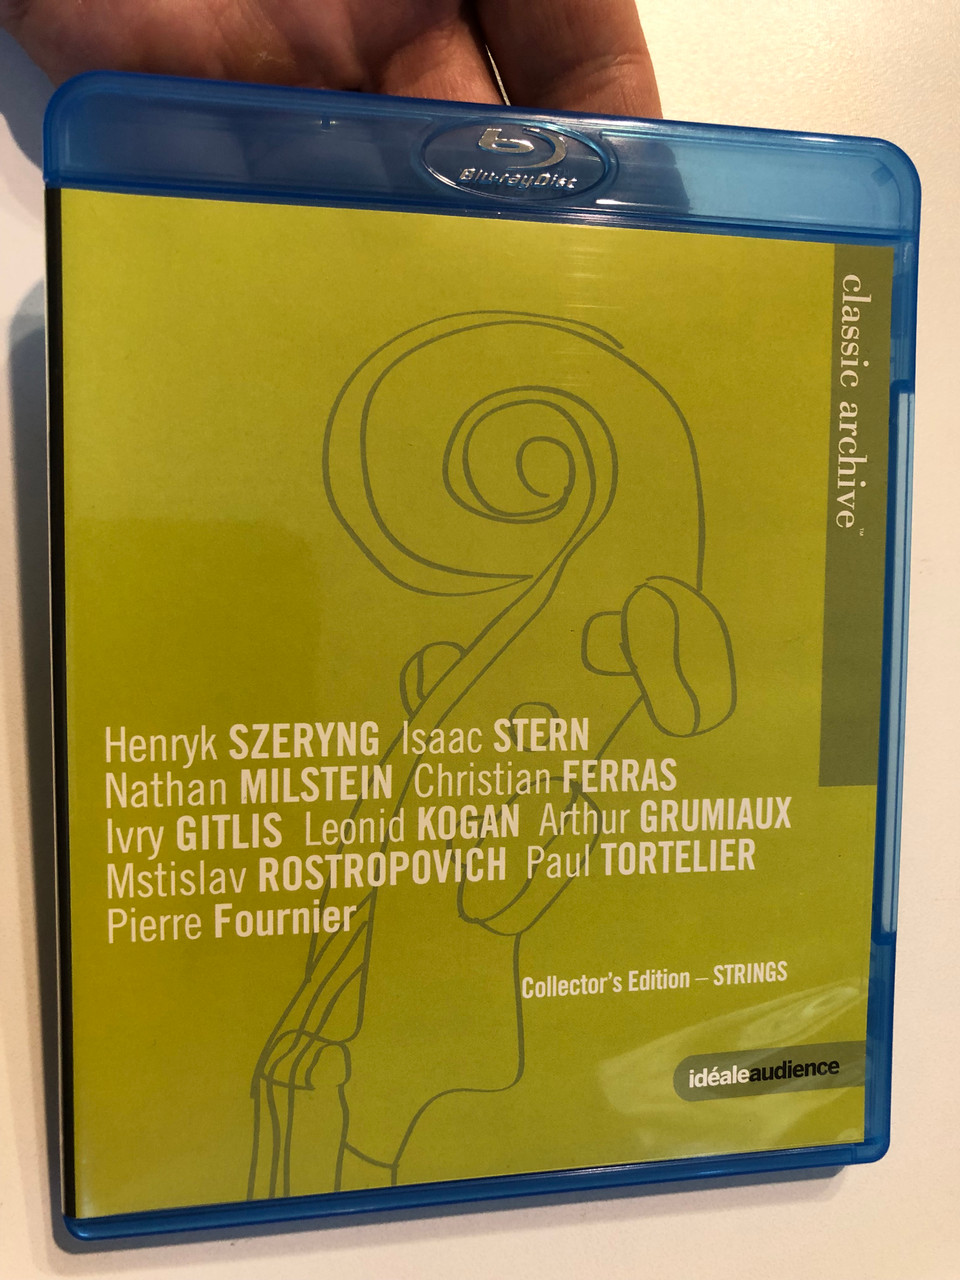 Blu-ray Disc
classic archive™
Henryk SZERYNG Isaac STERN
Nathan MILSTEIN Christian FERRAS
Ivry GITLIS Leonid KOGAN Arthur GRUMIAUX
Mstislav ROSTROPOVICH Paul TORTELIER
Pierre Fournier
Collector's Edition – STRINGS
idéaleaudience